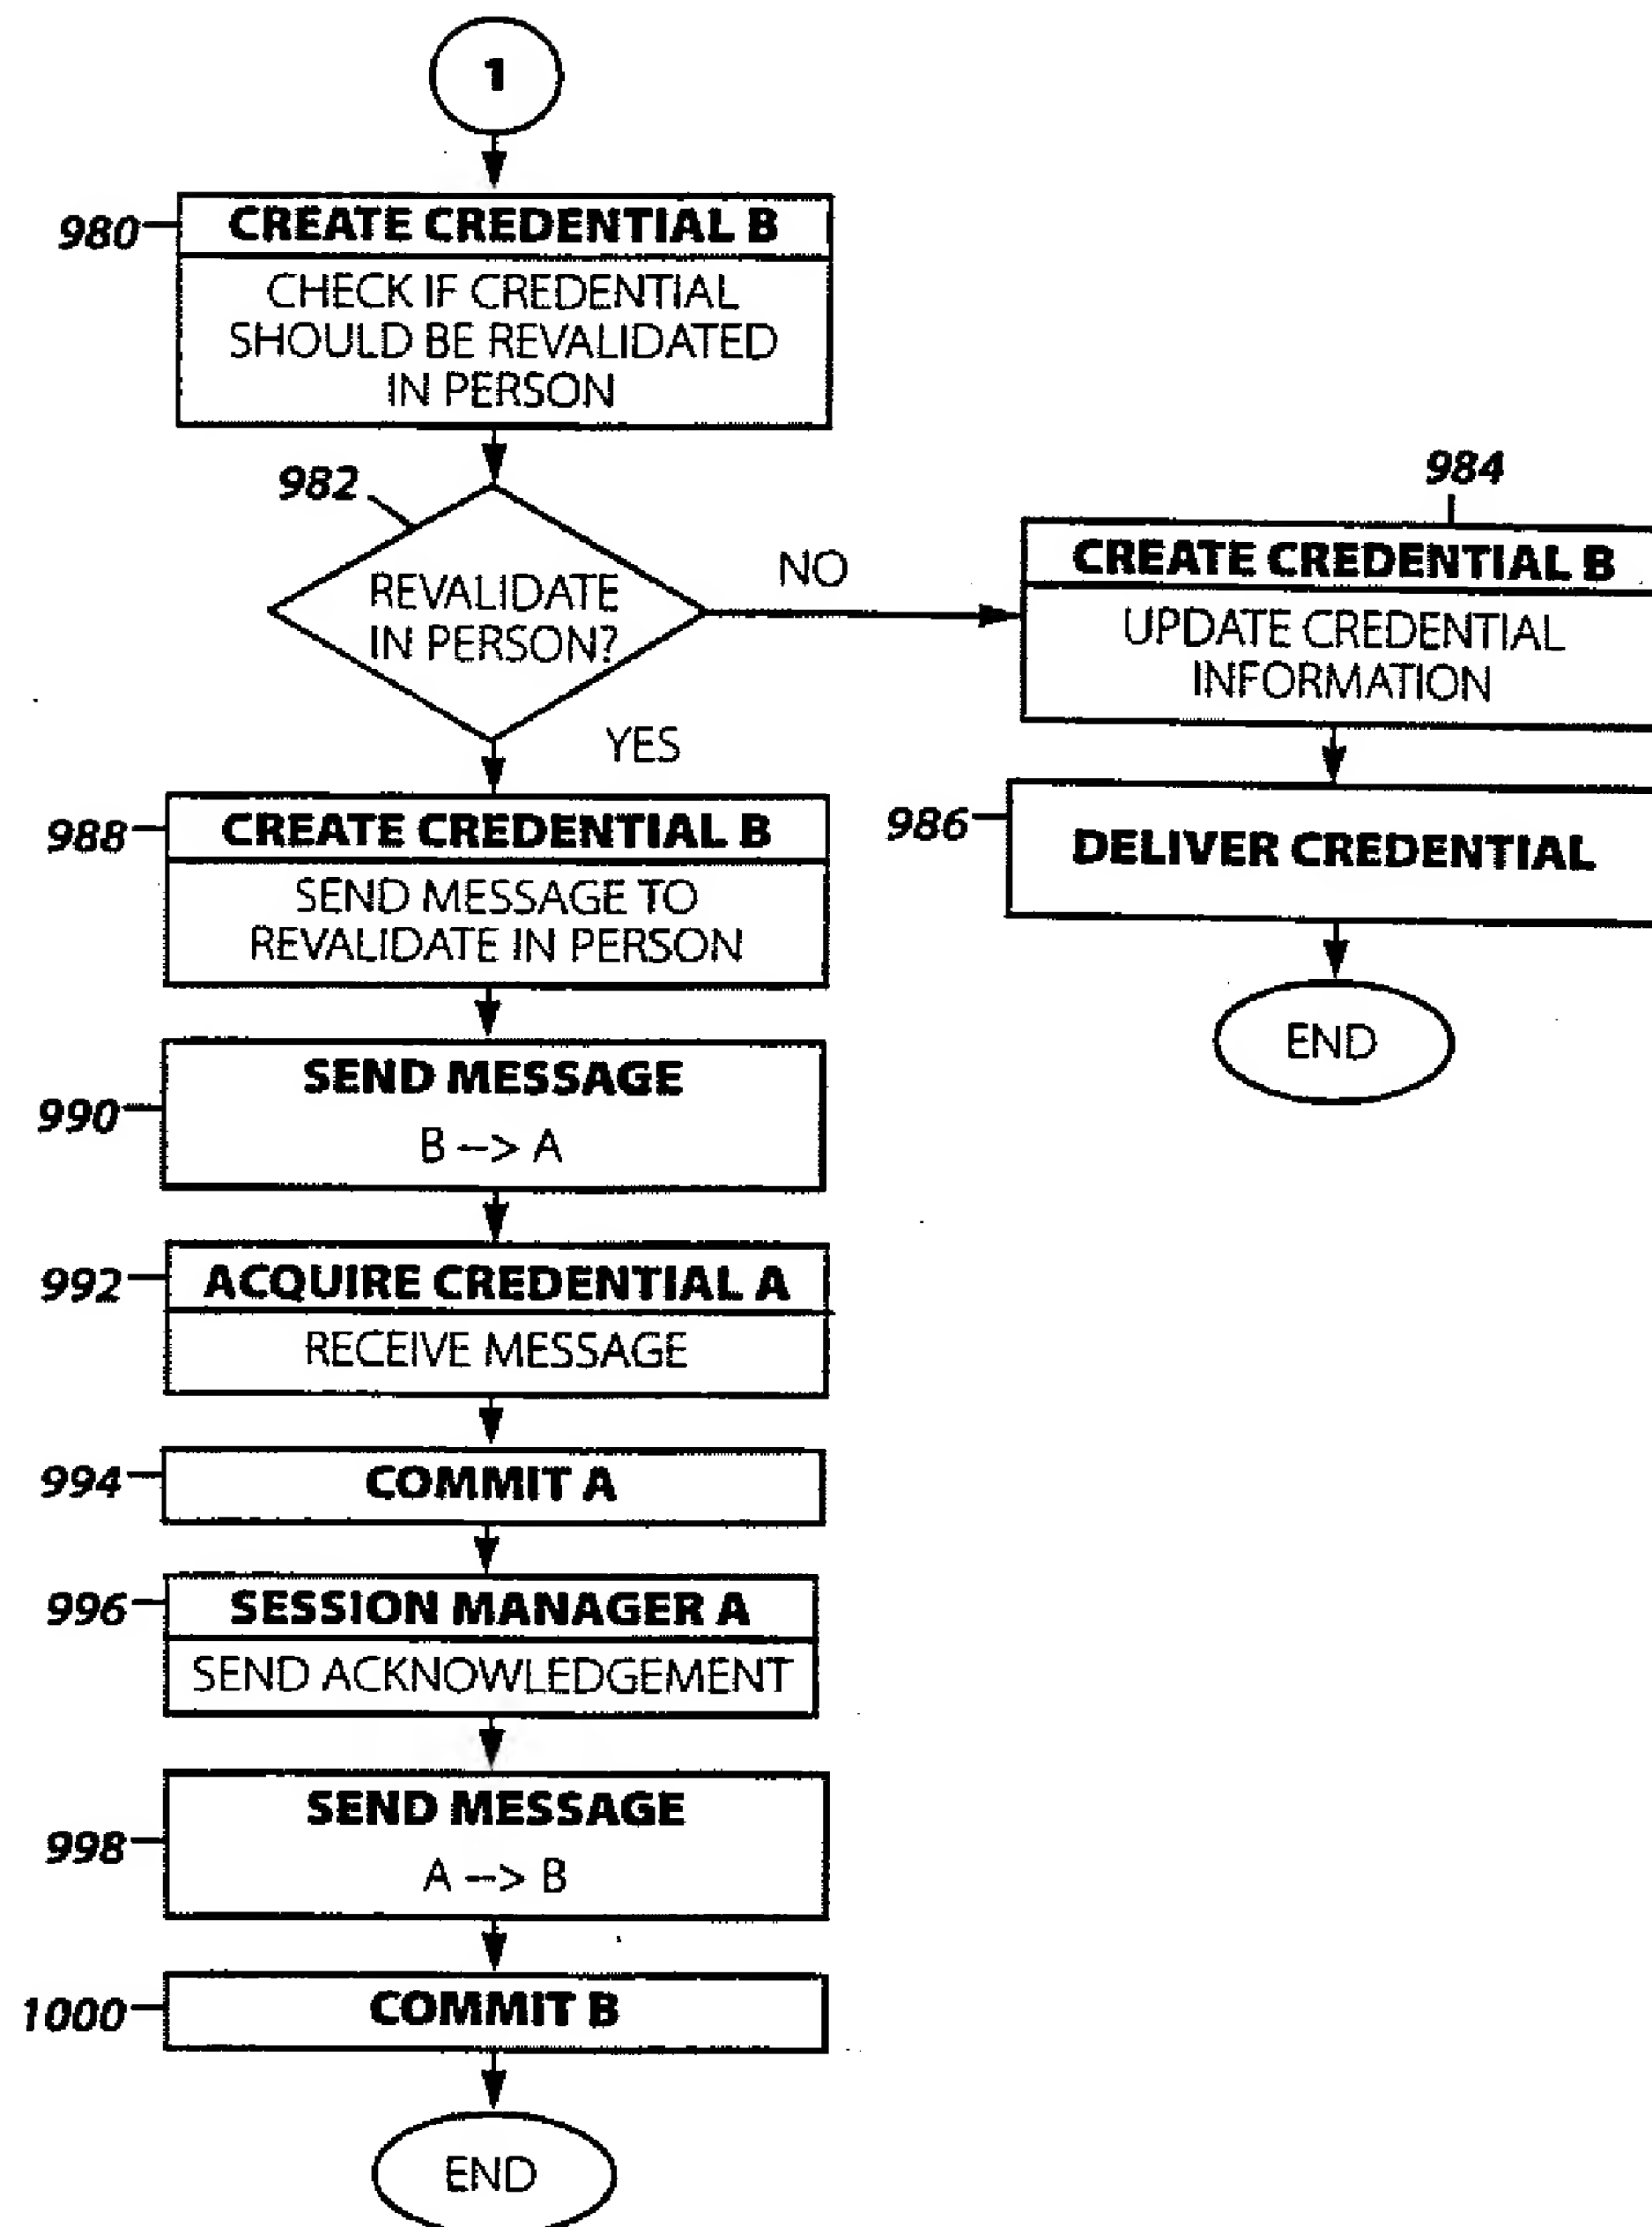 1
980
CREATE CREDENTIAL B
CHECK IF CREDENTIAL
SHOULD BE REVALIDATED
IN PERSON
982
REVALIDATE
IN PERSON?
NO
YES
984
CREATE CREDENTIAL B
UPDATE CREDENTIAL
INFORMATION
986
DELIVER CREDENTIAL
END
988
CREATE CREDENTIAL B
SEND MESSAGE TO
REVALIDATE IN PERSON
990
SEND MESSAGE
B --> A
992
ACQUIRE CREDENTIAL A
RECEIVE MESSAGE
994
COMMIT A
996
SESSION MANAGER A
SEND ACKNOWLEDGEMENT
998
SEND MESSAGE
A --> B
1000
COMMIT B
END